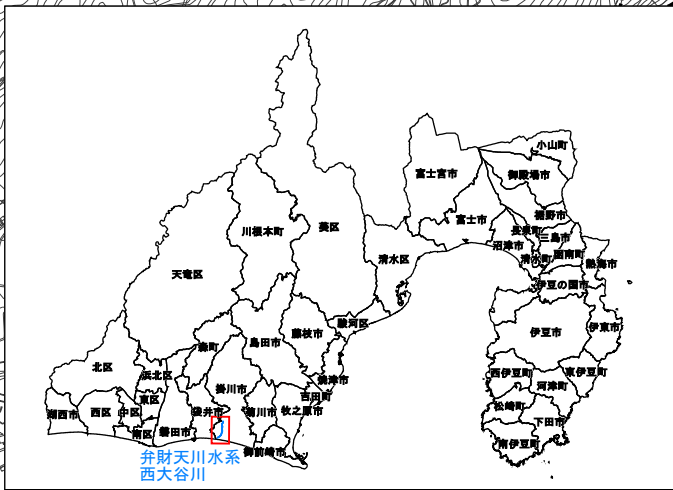 小山町
富士宮市
御殿場市
裾野市
富士市
長泉町
三島市
川根本町
葵区
沼津市
清水区
清水町
函南町
熱海市
天竜区
伊豆の国市
駿河区
藤枝市
伊豆市
伊東市
島田市
森町
北区
浜北区
焼津市
西伊豆町
東伊豆町
掛川市
河津町
吉田町
東区
湖西市
西区
中区
袋井市
菊川市
牧之原市
松崎町
下田市
南区
磐田市
南伊豆町
御前崎市
弁財天川水系
西大谷川